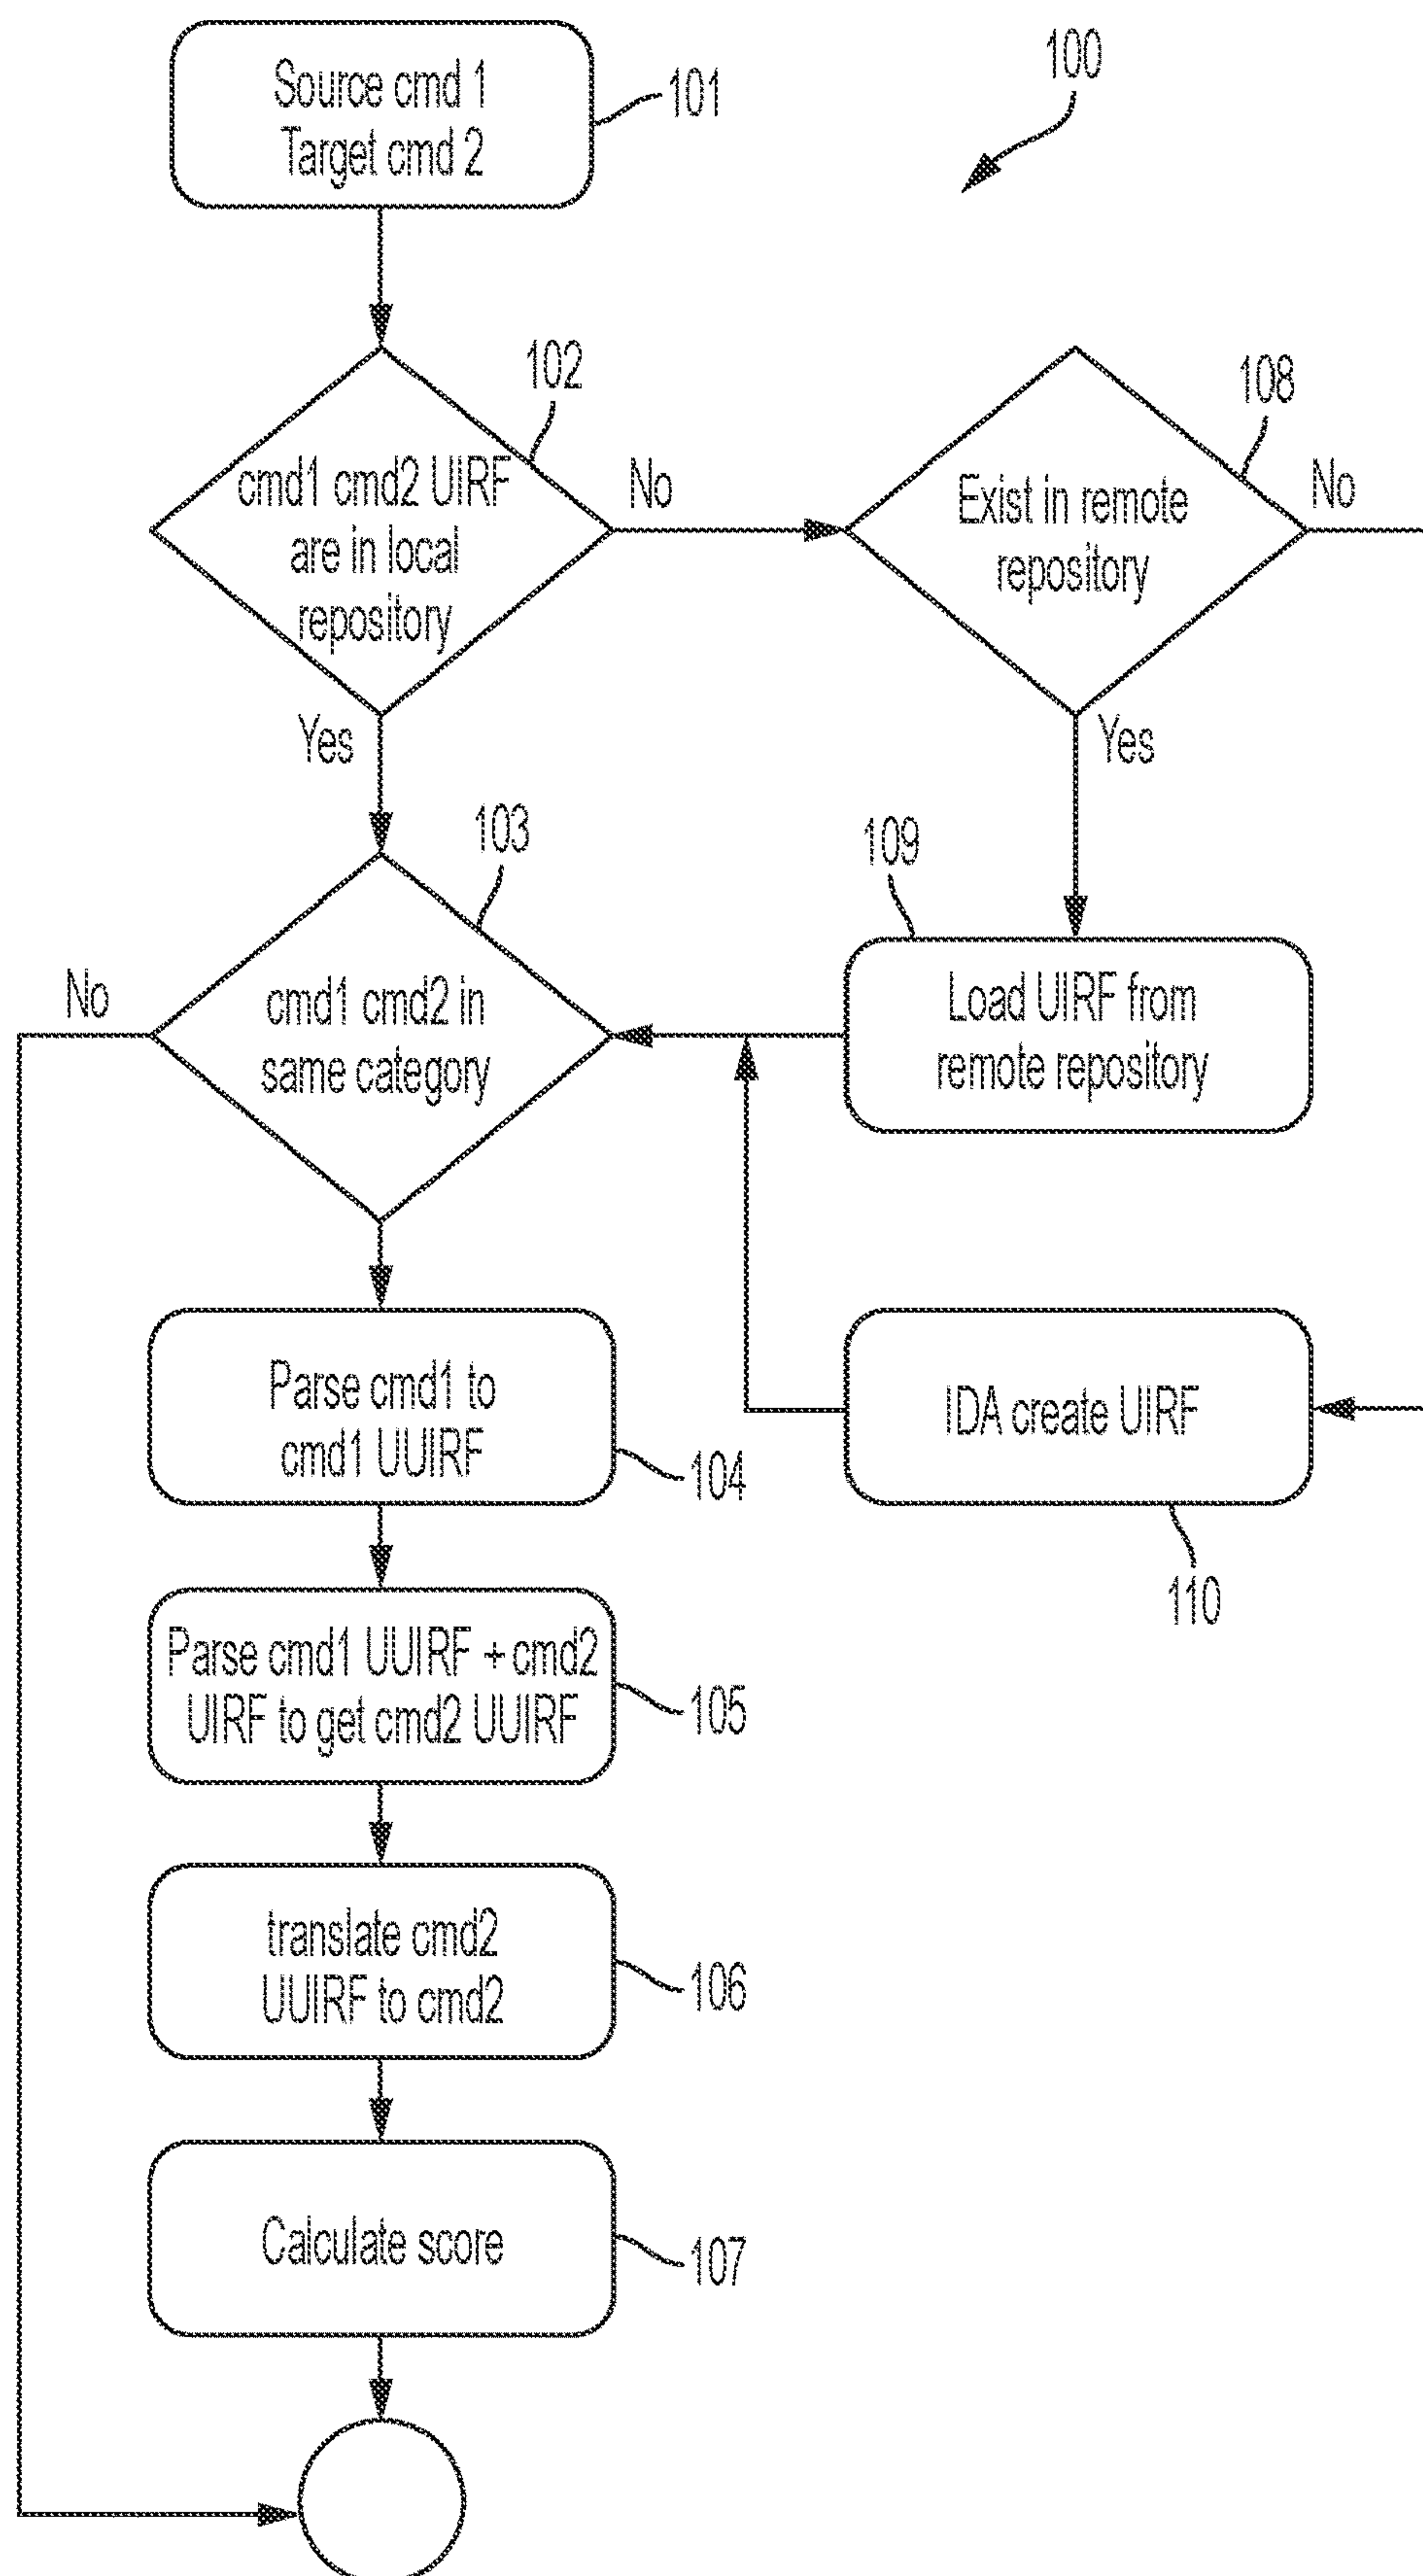 Source cmd 1
Target cmd 2
101
100
102
cmd1 cmd2 UIRF
are in local
repository
No
Yes
108
Exist in remote
repository
No
Yes
103
cmd1 cmd2 in
same category
No
109
Load UIRF from
remote repository
Parse cmd1 to
cmd1 UUIRF
104
IDA create UIRF
110
Parse cmd1 UUIRF + cmd2
UIRF to get cmd2 UUIRF
105
translate cmd2
UUIRF to cmd2
106
Calculate score
107